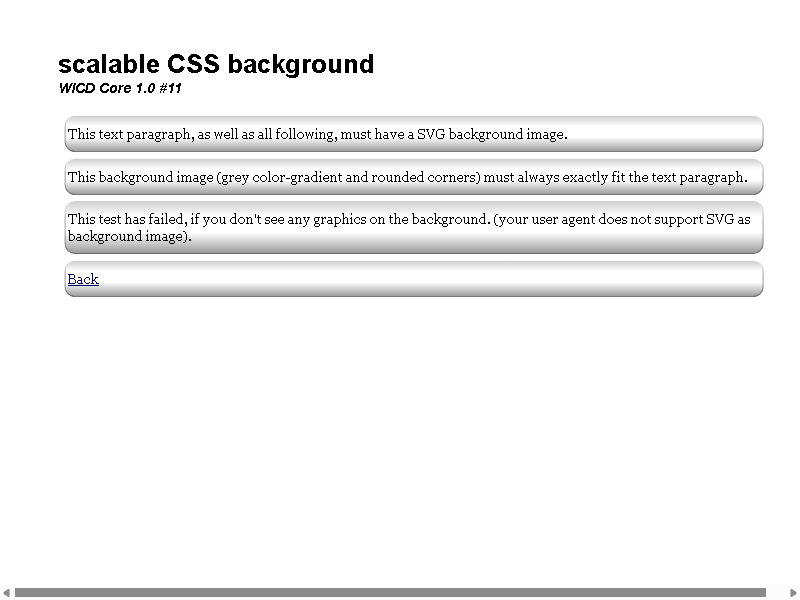 scalable CSS background
WICD Core 1.0 #11
This text paragraph, as well as all following, must have a SVG background image.
This background image (grey color-gradient and rounded corners) must always exactly fit the text paragraph.
This test has failed, if you don't see any graphics on the background. (your user agent does not support SVG as
background image).
Back